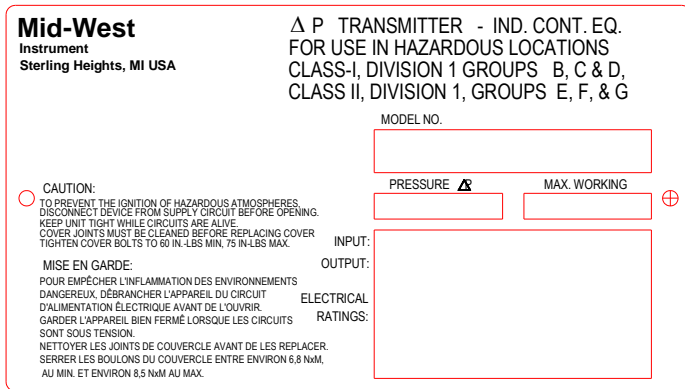 Mid-West
Instrument
Sterling Heights, MI USA
Δ P TRANSMITTER - IND. CONT. EQ.
FOR USE IN HAZARDOUS LOCATIONS
CLASS-I, DIVISION 1 GROUPS B, C & D,
CLASS II, DIVISION 1, GROUPS E, F, & G
MODEL NO.
PRESSURE ΔP
MAX. WORKING
CAUTION:
TO PREVENT THE IGNITION OF HAZARDOUS ATMOSPHERES,
DISCONNECT DEVICE FROM SUPPLY CIRCUIT BEFORE OPENING.
KEEP UNIT TIGHT WHILE CIRCUITS ARE ALIVE.
COVER JOINTS MUST BE CLEANED BEFORE REPLACING COVER
TIGHTEN COVER BOLTS TO 60 IN.-LBS MIN, 75 IN-LBS MAX.
INPUT:
OUTPUT:
ELECTRICAL
RATINGS:
MISE EN GARDE:
POUR EMPÊCHER L'INFLAMMATION DES ENVIRONNEMENTS
DANGEREUX, DÊBRANCHER L'APPAREIL DU CIRCUIT
D'ALIMENTATION ÊLECTRIQUE AVANT DE L'OUVRIR.
GARDER L'APPAREIL BIEN FERMÊ LORSQUE LES CIRCUITS
SONT SOUS TENSION.
NETTOYER LES JOINTS DE COUVERCLE AVANT DE LES REPLACER.
SERRER LES BOULONS DU COUVERCLE ENTRE ENVIRON 6,8 NxM,
AU MIN. ET ENVIRON 8,5 NxM AU MAX.